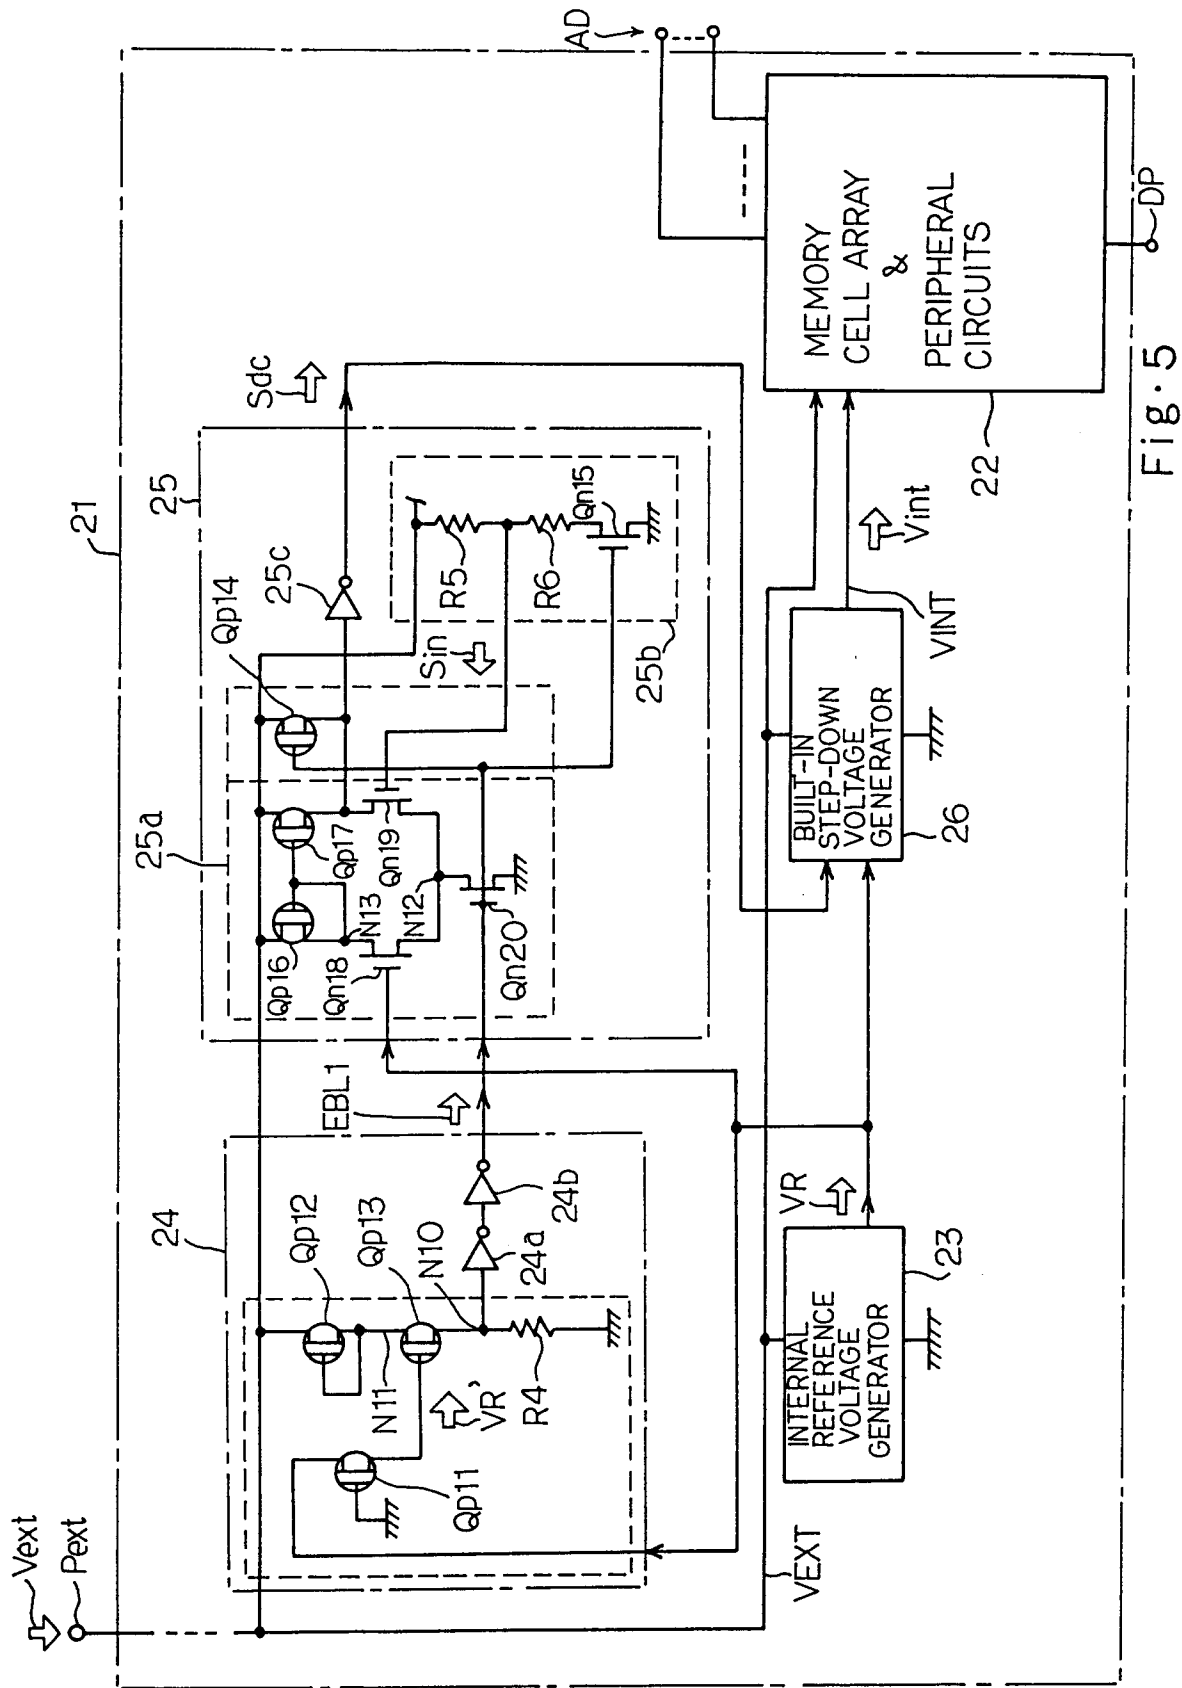 Vext
Pext
21
24
Qp12
Qp13
N10
N11
VR'
R4
Qp11
24a
24b
EBL1
25
25a
Qp14
25c
Sdc
Qp16
Qp17
N13
Qn18
Qn19
N12
Qn20
Sin
R5
R6
Qn15
25b
VEXT
INTERNAL
REFERENCE
VOLTAGE
GENERATOR
23
VR
BUILT-IN
STEP-DOWN
VOLTAGE
GENERATOR
26
VINT
Vint
MEMORY
CELL ARRAY
&
PERIPHERAL
CIRCUITS
22
AD
DP
Fig. 5